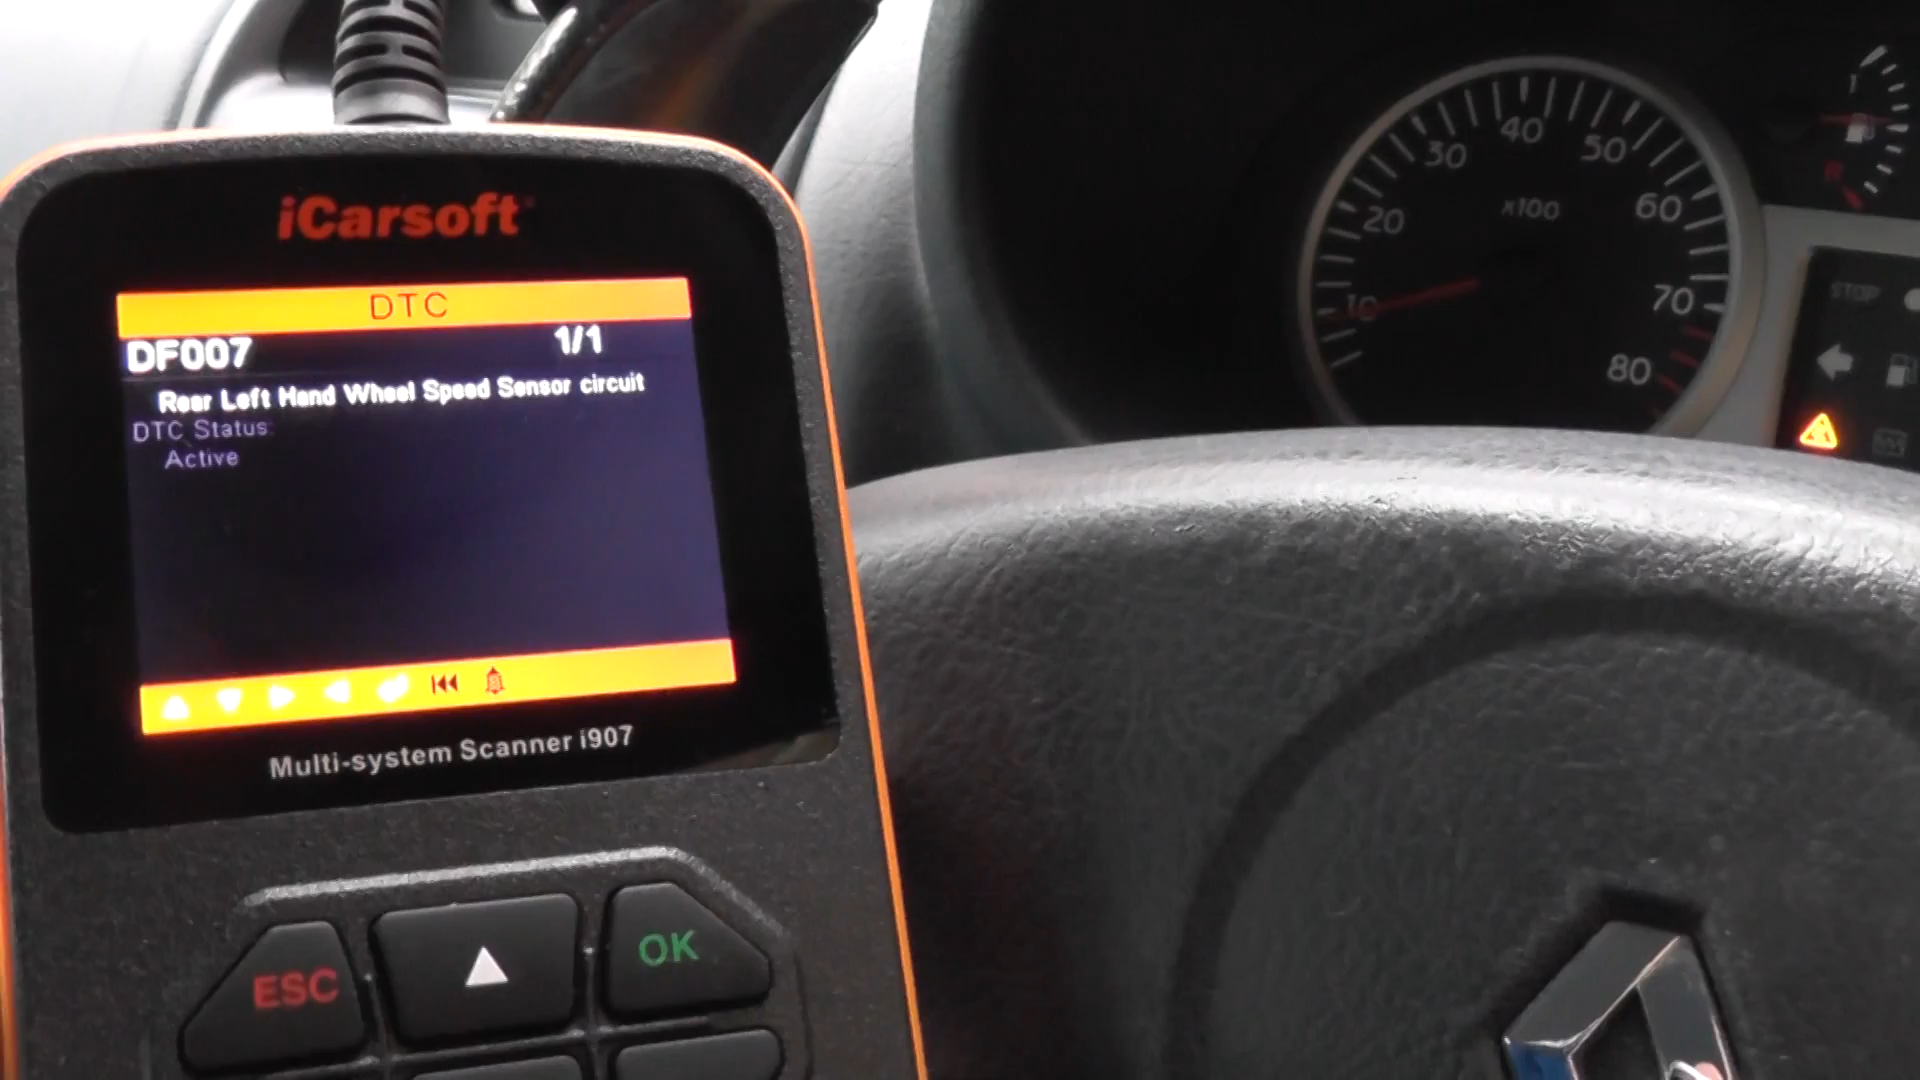 iCarsoft
DTC
DF007 1/1
Rear Left Hand Wheel Speed Sensor circuit
DTC Status:
Active
Multi-system Scanner i907
ESC
OK
10
20
30
40
50
60
70
80
x100
1
R
STOP